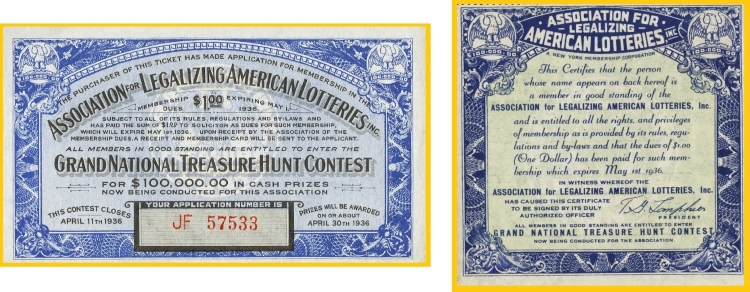 THE PURCHASER OF THIS TICKET HAS MADE APPLICATION FOR MEMBERSHIP IN THE
ASSOCIATION FOR LEGALIZING AMERICAN LOTTERIES, INC.
MEMBERSHIP DUES $1.00 EXPIRING MAY 1, 1936
SUBJECT TO ALL OF ITS RULES, REGULATIONS AND BY-LAWS AND
HAS PAID THE SUM OF $1.00 TO SOLICITOR AS DUES FOR SUCH MEMBERSHIP,
WHICH WILL EXPIRE MAY 1ST 1936. UPON RECEIPT BY THE ASSOCIATION OF THE
MEMBERSHIP DUES, A RECEIPT AND MEMBERSHIP CARD WILL BE SENT TO THE APPLICANT.
ALL MEMBERS IN GOOD STANDING ARE ENTITLED TO ENTER THE
GRAND NATIONAL TREASURE HUNT CONTEST
FOR $100,000.00 IN CASH PRIZES
NOW BEING CONDUCTED FOR THIS ASSOCIATION
THIS CONTEST CLOSES
APRIL 11TH 1936
YOUR APPLICATION NUMBER IS
JF 57533
PRIZES WILL BE AWARDED
ON OR ABOUT
APRIL 30TH 1936
ASSOCIATION FOR
LEGALIZING
AMERICAN LOTTERIES INC
100-000-00
100-000-00
A NEW YORK MEMBERSHIP CORPORATION
This Certifies that the person
whose name appears on back hereof is
a member in good standing of the
ASSOCIATION for LEGALIZING AMERICAN LOTTERIES, Inc.
and is entitled to all the rights, and privileges
of membership as is provided by its rules, regu-
lations and by-laws and that the dues of $1.00
(One Dollar) has been paid for such mem-
bership which expires May 1st 1936.
IN WITNESS WHEREOF THE
ASSOCIATION for LEGALIZING AMERICAN LOTTERIES, Inc.
HAS CAUSED THIS CERTIFICATE
TO BE SIGNED BY ITS DULY
AUTHORIZED OFFICER
PRESIDENT
ALL MEMBERS IN GOOD STANDING ARE ENTITLED TO ENTER
GRAND NATIONAL TREASURE HUNT CONTEST
NOW BEING CONDUCTED FOR THE ASSOCIATION.